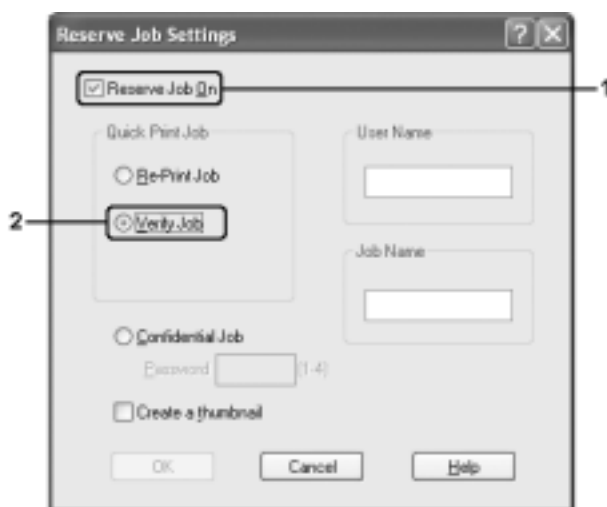 Reserve Job Settings
Reserve Job On
1
Quick Print Job
User Name
Re-Print Job
2
Verify Job
Job Name
Confidential Job
Password
(1-4)
Create a thumbnail
OK
Cancel
Help